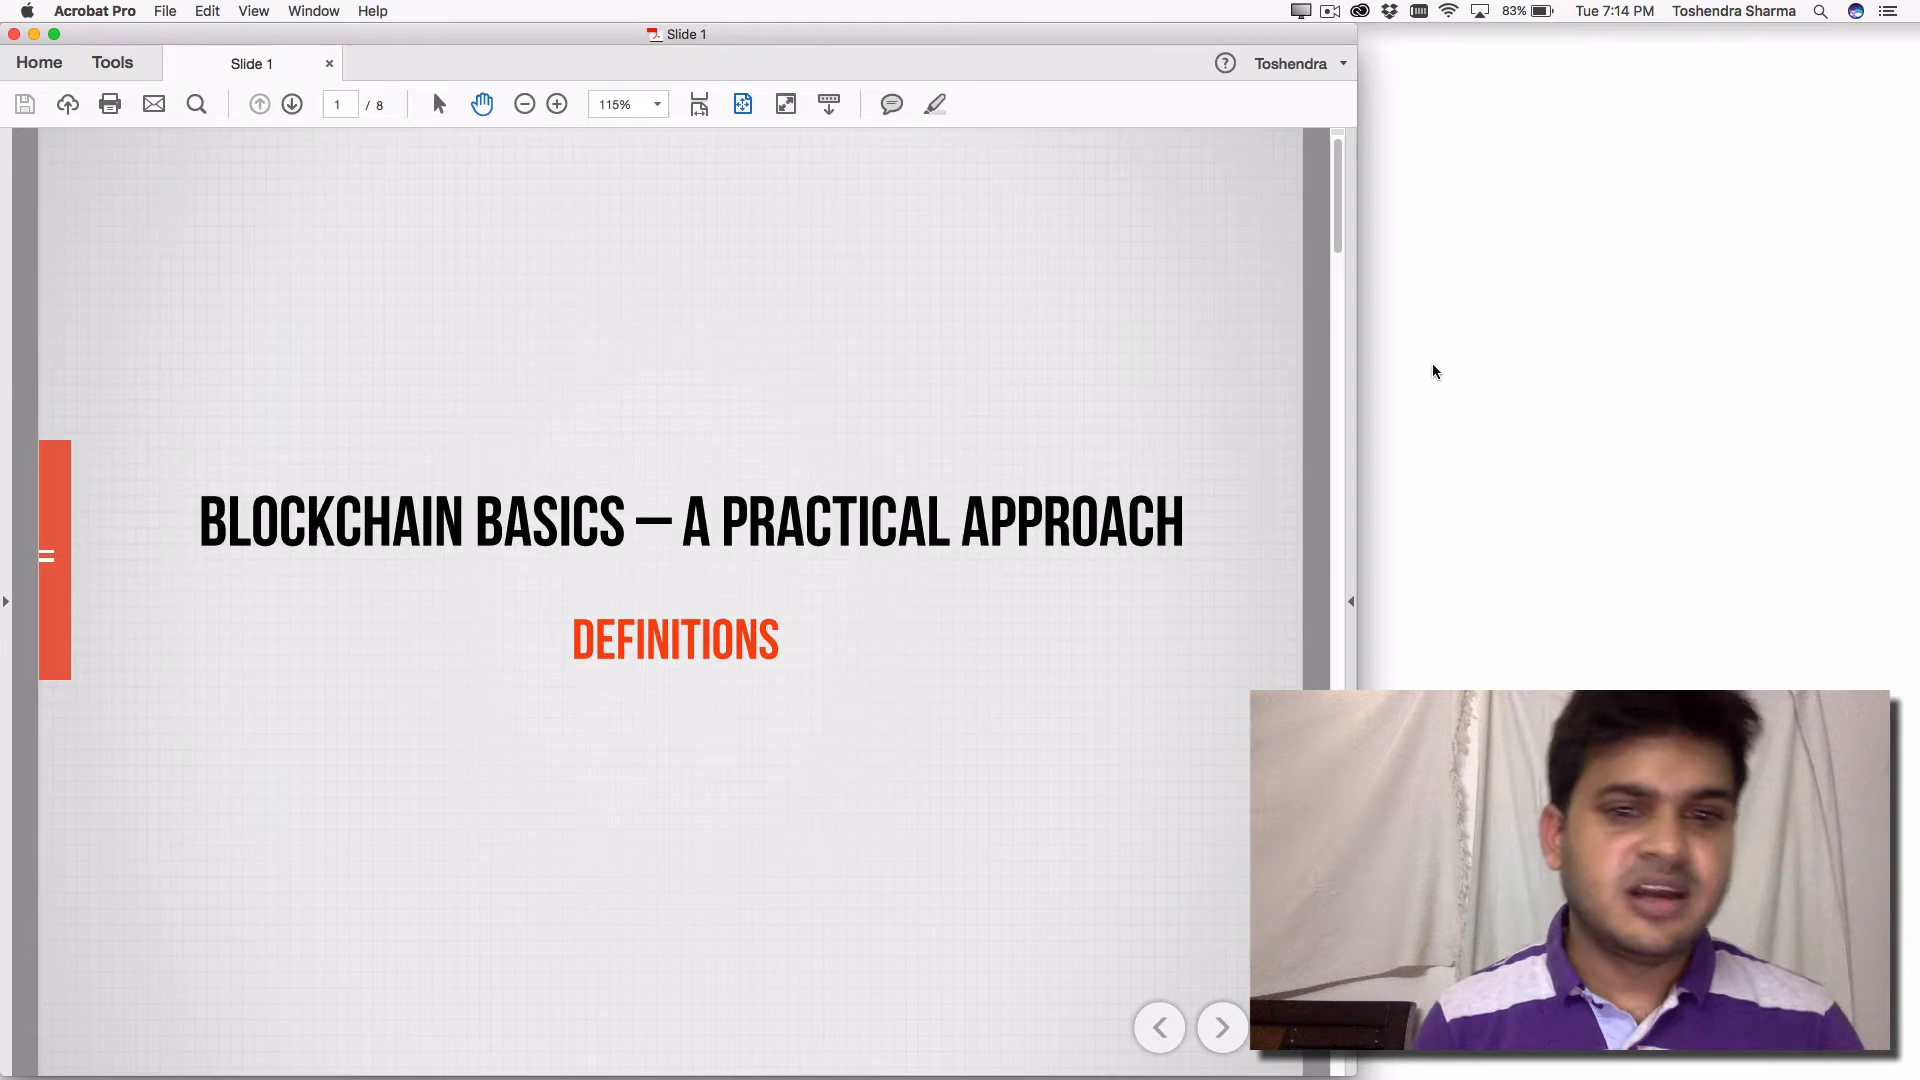 Acrobat Pro File Edit View Window Help 83% Tue 7:14 PM Toshendra Sharma
Slide 1
Home Tools Slide 1 × ? Toshendra
1 / 8 115%
BLOCKCHAIN BASICS – A PRACTICAL APPROACH
DEFINITIONS